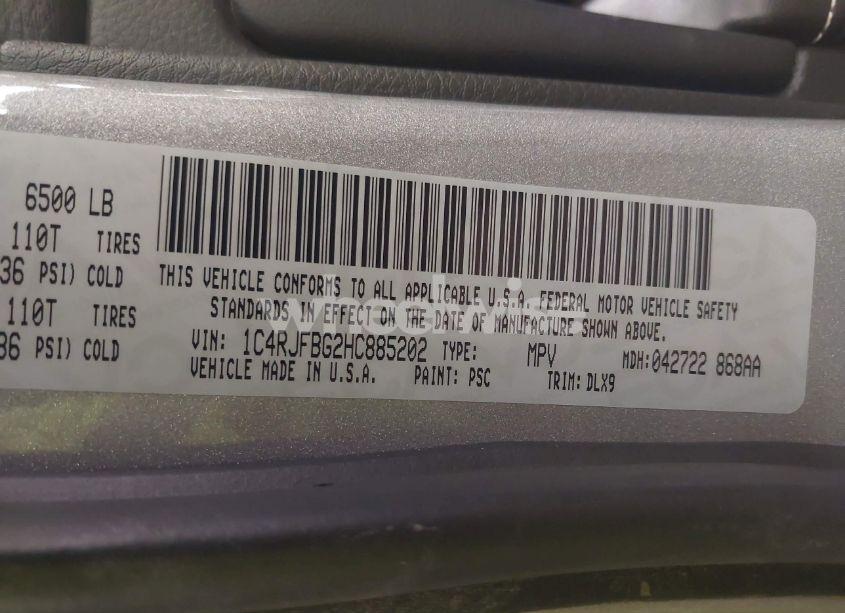 6500 LB
110T TIRES
36 PSI) COLD
110T TIRES
36 PSI) COLD
THIS VEHICLE CONFORMS TO ALL APPLICABLE U.S.A. FEDERAL MOTOR VEHICLE SAFETY
STANDARDS IN EFFECT ON THE DATE OF MANUFACTURE SHOWN ABOVE.
VIN: 1C4RJFBG2HC885202 TYPE: MPV MDH:042722 868AA
VEHICLE MADE IN U.S.A. PAINT: PSC TRIM: DLX9
wheelwis